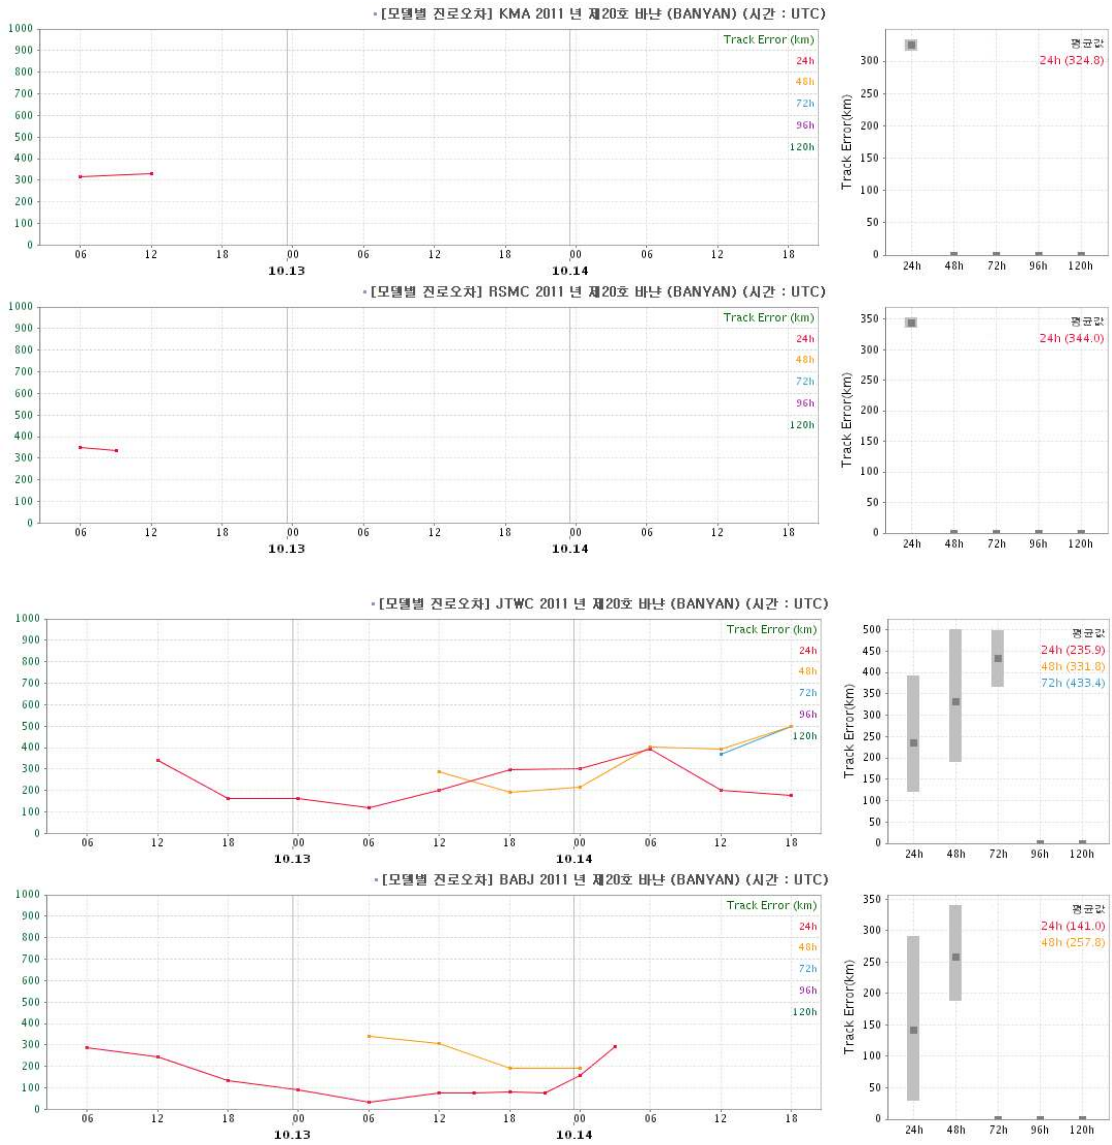 [모델별 진로오차] KMA 2011 년 제20호 바냔 (BANYAN) (시간 : UTC)
1000
900
800
700
600
500
400
300
200
100
0
Track Error (km)
24h
48h
72h
96h
120h
06 12 18 00 06 12 18 00 06 12 18
10.13 10.14
평균값
24h (324.8)
Track Error(km)
300
250
200
150
100
50
0
24h 48h 72h 96h 120h
[모델별 진로오차] RSMC 2011 년 제20호 바냔 (BANYAN) (시간 : UTC)
1000
900
800
700
600
500
400
300
200
100
0
Track Error (km)
24h
48h
72h
96h
120h
06 12 18 00 06 12 18 00 06 12 18
10.13 10.14
평균값
24h (344.0)
Track Error(km)
350
300
250
200
150
100
50
0
24h 48h 72h 96h 120h
[모델별 진로오차] JTWC 2011 년 제20호 바냔 (BANYAN) (시간 : UTC)
1000
900
800
700
600
500
400
300
200
100
0
Track Error (km)
24h
48h
72h
96h
120h
06 12 18 00 06 12 18 00 06 12 18
10.13 10.14
평균값
24h (235.9)
48h (331.8)
72h (433.4)
Track Error(km)
500
450
400
350
300
250
200
150
100
50
0
24h 48h 72h 96h 120h
[모델별 진로오차] BABJ 2011 년 제20호 바냔 (BANYAN) (시간 : UTC)
1000
900
800
700
600
500
400
300
200
100
0
Track Error (km)
24h
48h
72h
96h
120h
06 12 18 00 06 12 18 00 06 12 18
10.13 10.14
평균값
24h (141.0)
48h (257.8)
Track Error(km)
350
300
250
200
150
100
50
0
24h 48h 72h 96h 120h